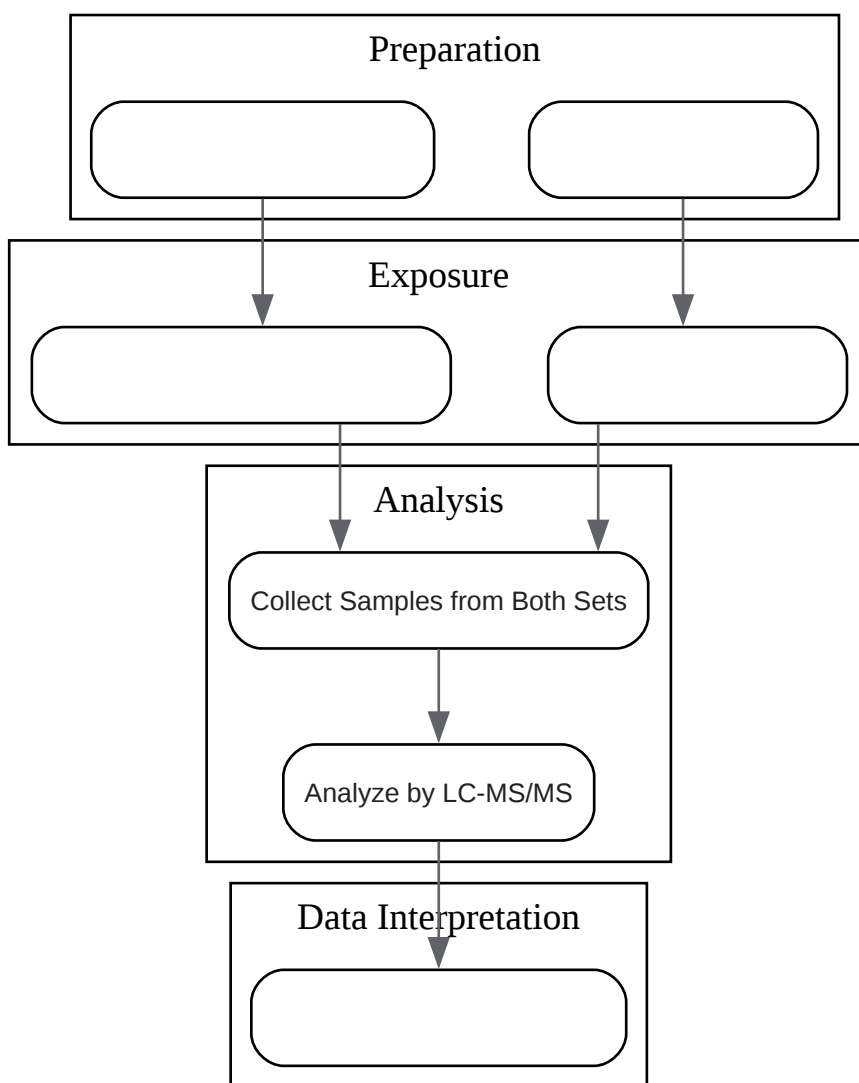 Preparation
Exposure
Analysis
Collect Samples from Both Sets
Analyze by LC-MS/MS
Data Interpretation